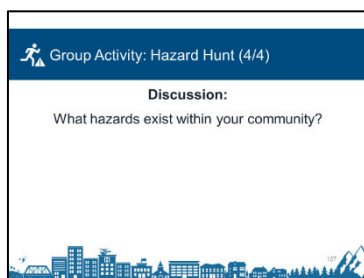 Group Activity: Hazard Hunt (4/4)
Discussion:
What hazards exist within your community?
107